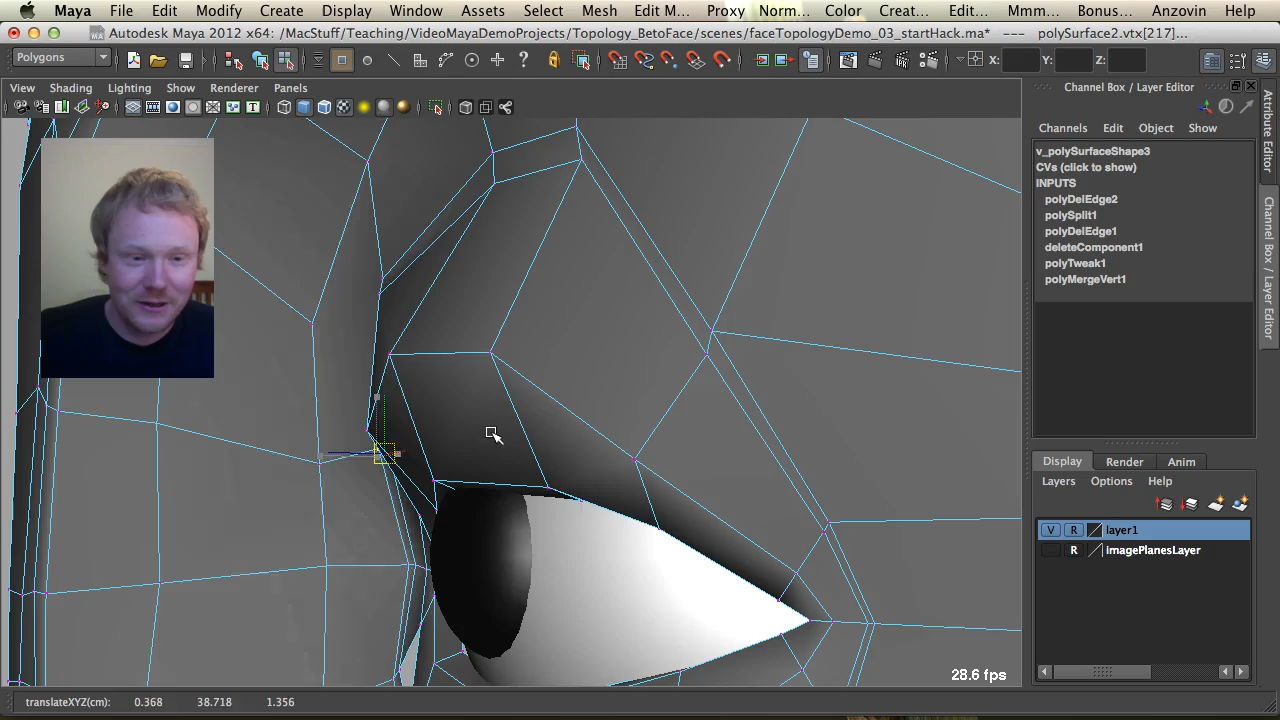 Maya File Edit Modify Create Display Window Assets Select Mesh Edit M... Proxy Norm... Color Creat... Edit... Mmm... Bonus... Anzovin Help
Autodesk Maya 2012 x64: /MacStuff/Teaching/VideoMayaDemoProjects/Topology_BetoFace/scenes/faceTopologyDemo_03_startHack.ma* --- polySurface2.vtx[217]...
Polygons X: Y: Z:
View Shading Lighting Show Renderer Panels
Channel Box / Layer Editor
Channels Edit Object Show
v_polySurfaceShape3
CVs (click to show)
INPUTS
polyDelEdge2
polySplit1
polyDelEdge1
deleteComponent1
polyTweak1
polyMergeVert1
Attribute Editor
Channel Box / Layer Editor
Display Render Anim
Layers Options Help
V R layer1
R imagePlanesLayer
28.6 fps
translateXYZ(cm): 0.368 38.718 1.356